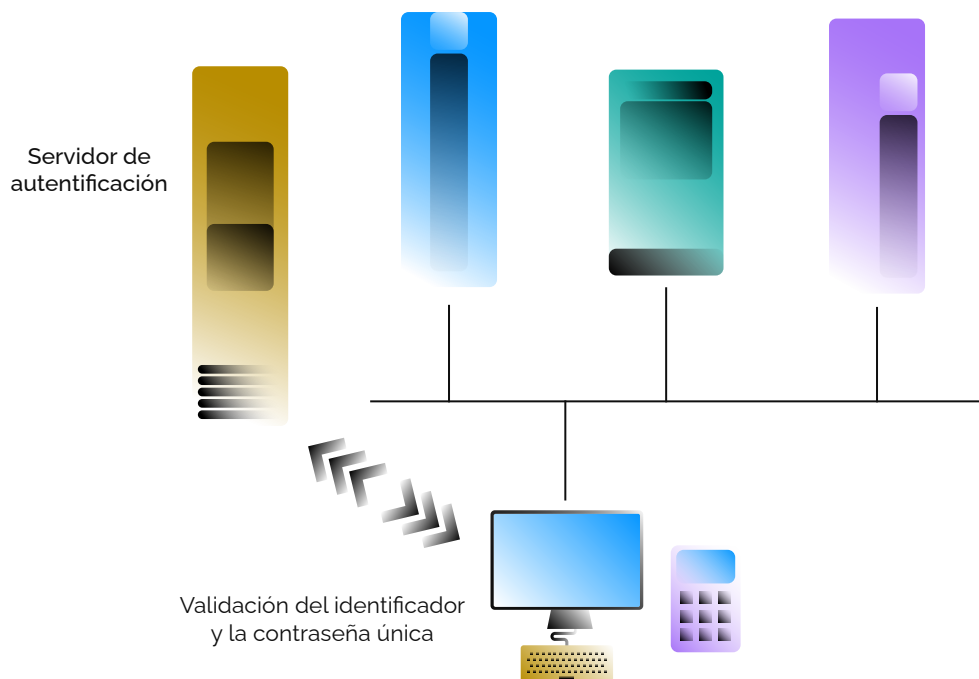 Servidor de
autentificación
Validación del identificador
y la contraseña única